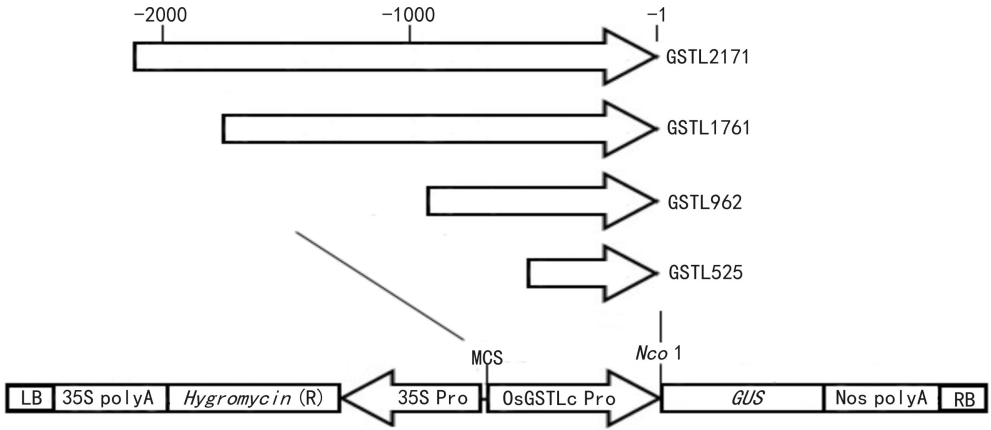 -2000 -1000 -1
GSTL2171
GSTL1761
GSTL962
GSTL525
MCS Nco 1
LB 35S polyA Hygromycin (R) 35S Pro OsGSTLc Pro GUS Nos polyA RB